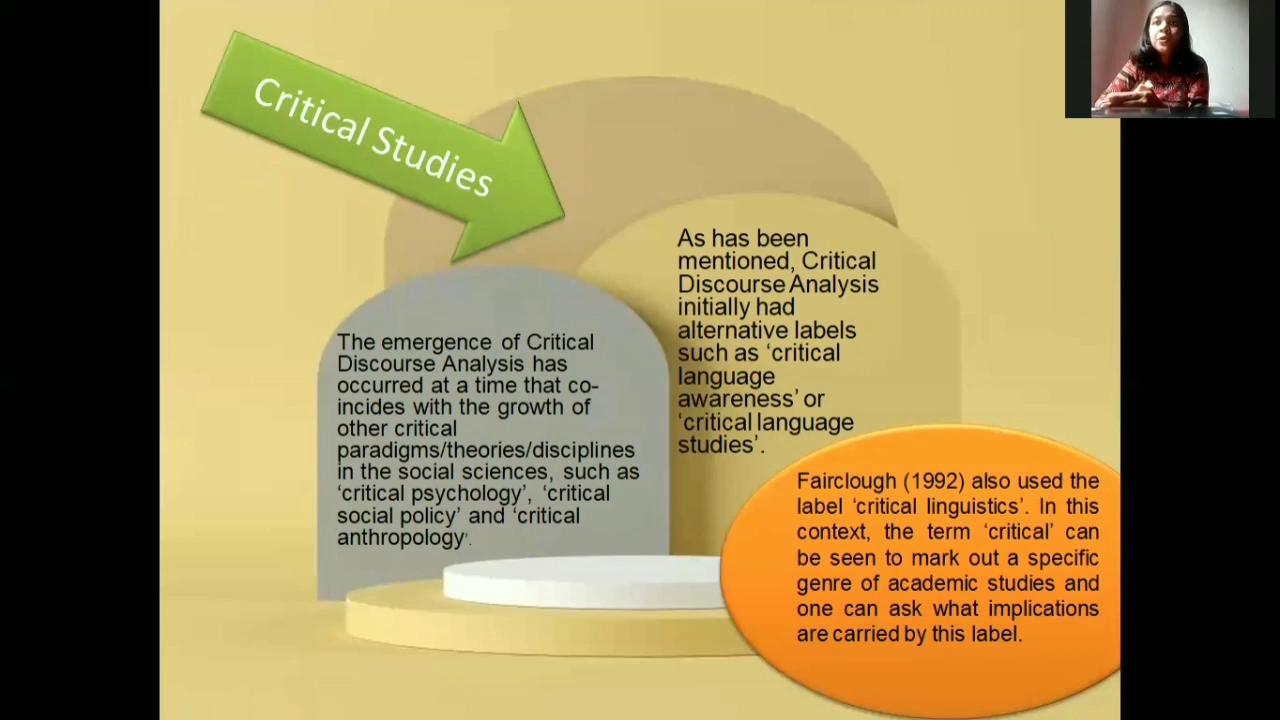 Critical Studies
The emergence of Critical
Discourse Analysis has
occurred at a time that co-
incides with the growth of
other critical
paradigms/theories/disciplines
in the social sciences, such as
‘critical psychology’, ‘critical
social policy’ and ‘critical
anthropology’.
As has been
mentioned, Critical
Discourse Analysis
initially had
alternative labels
such as ‘critical
language
awareness’ or
‘critical language
studies’.
Fairclough (1992) also used the
label ‘critical linguistics’. In this
context, the term ‘critical’ can
be seen to mark out a specific
genre of academic studies and
one can ask what implications
are carried by this label.